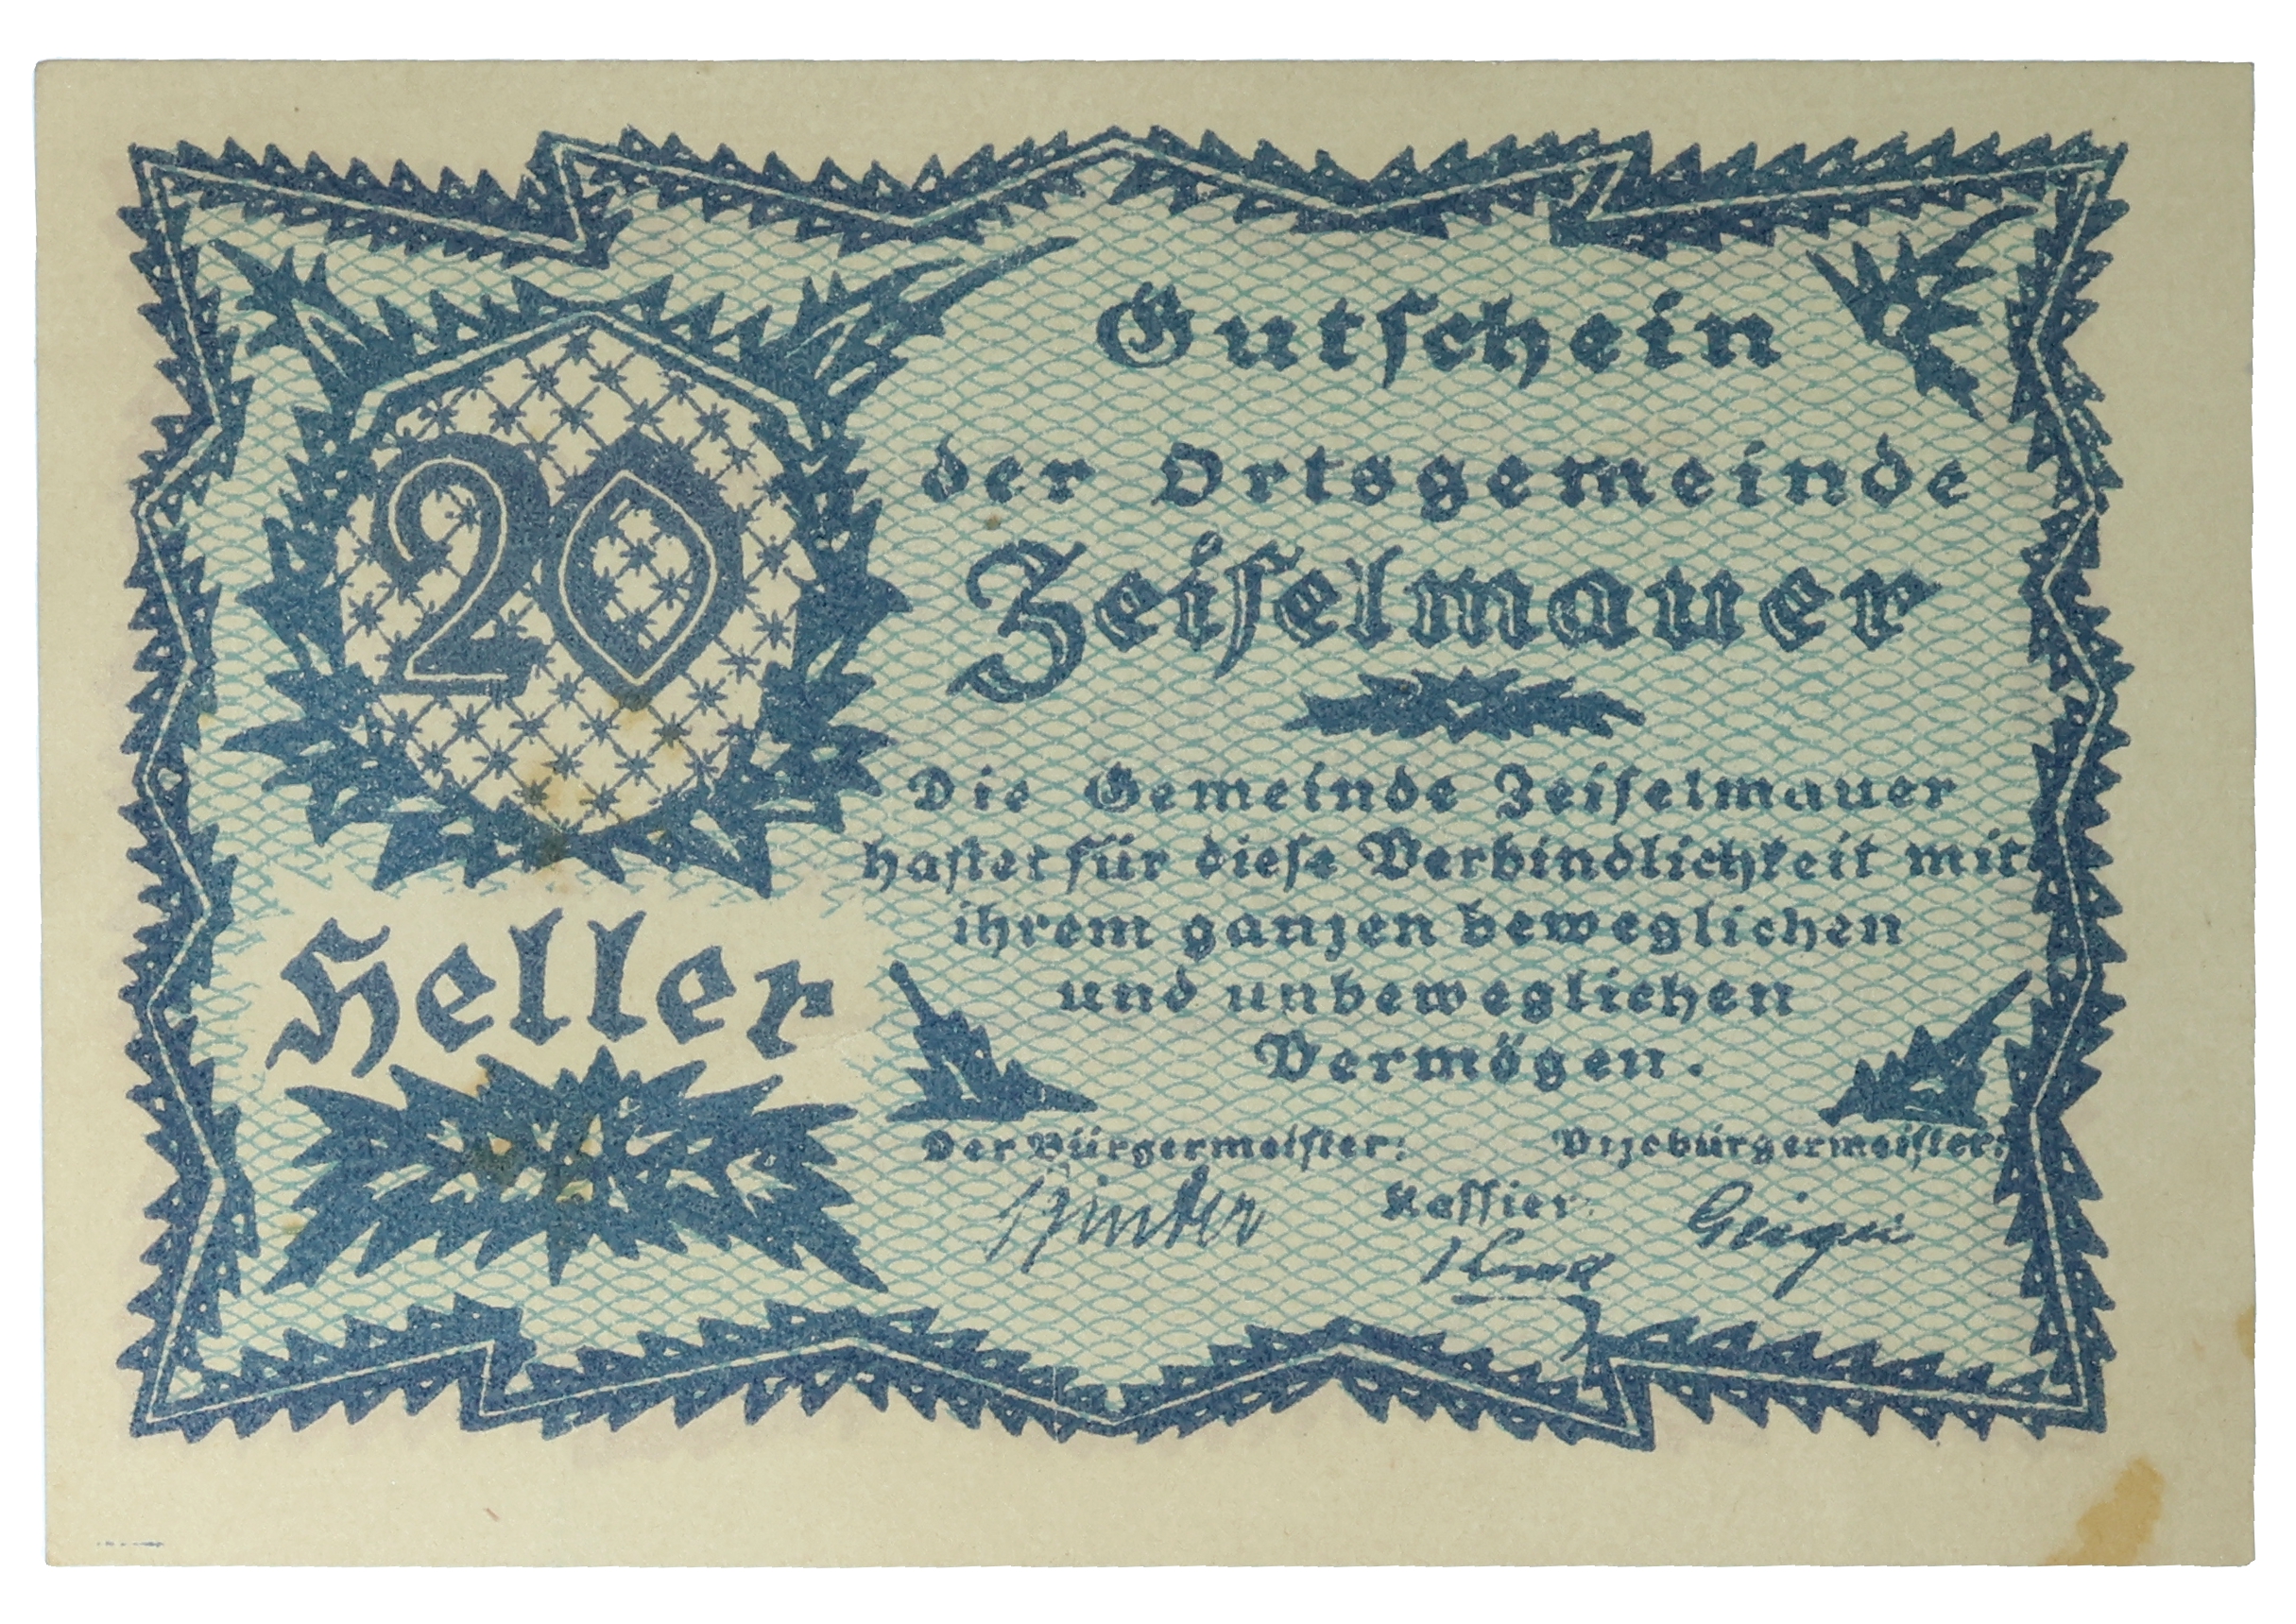 20
Heller
Gutschein
der Ortsgemeinde
Zeiselmauer
Die Gemeinde Zeiselmauer
haftet für diese Verbindlichkeit mit
ihrem ganzen beweglichen
und unbeweglichen
Vermögen.
Der Bürgermeister: Vizebürgermeister:
Kassier: